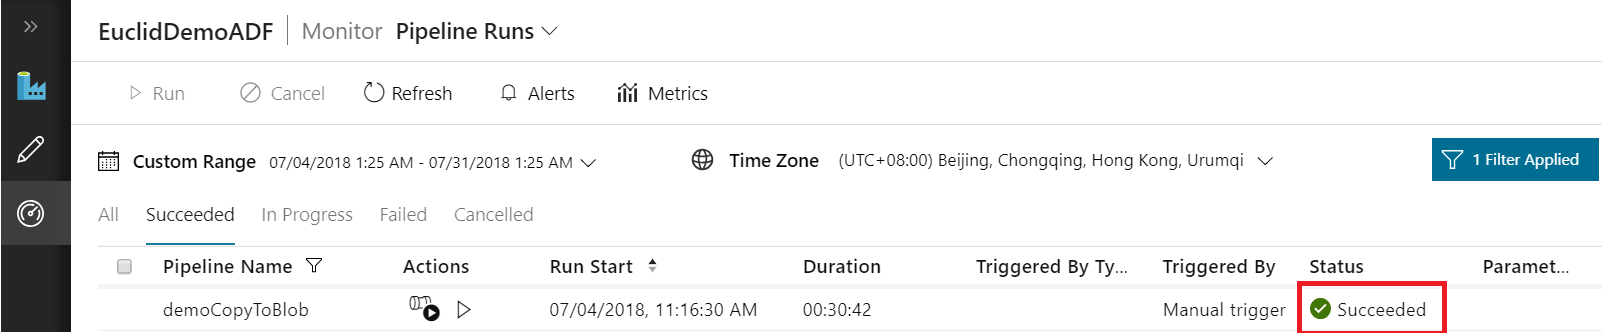 EuclidDemoADF Monitor Pipeline Runs
Run Cancel Refresh Alerts Metrics
Custom Range 07/04/2018 1:25 AM - 07/31/2018 1:25 AM Time Zone (UTC+08:00) Beijing, Chongqing, Hong Kong, Urumqi 1 Filter Applied
All Succeeded In Progress Failed Cancelled
Pipeline Name Actions Run Start Duration Triggered By Ty... Triggered By Status Paramet...
demoCopyToBlob 07/04/2018, 11:16:30 AM 00:30:42 Manual trigger Succeeded